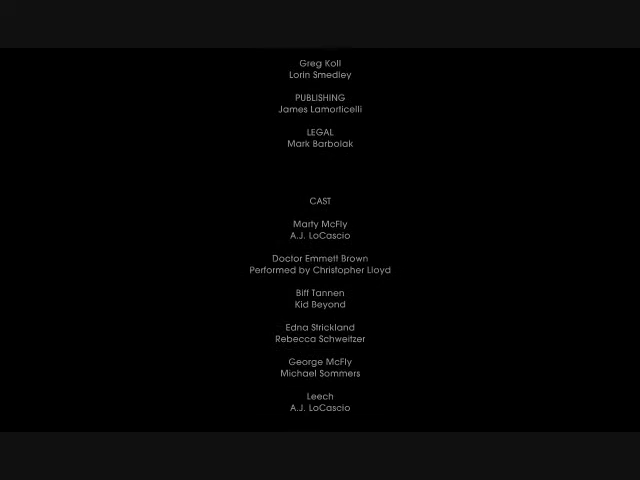 Greg Koll
Lorin Smedley
PUBLISHING
James Lamorticelli
LEGAL
Mark Barbolak
CAST
Marty McFly
A.J. LoCascio
Doctor Emmett Brown
Performed by Christopher Lloyd
Biff Tannen
Kid Beyond
Edna Strickland
Rebecca Schweitzer
George McFly
Michael Sommers
Leech
A.J. LoCascio